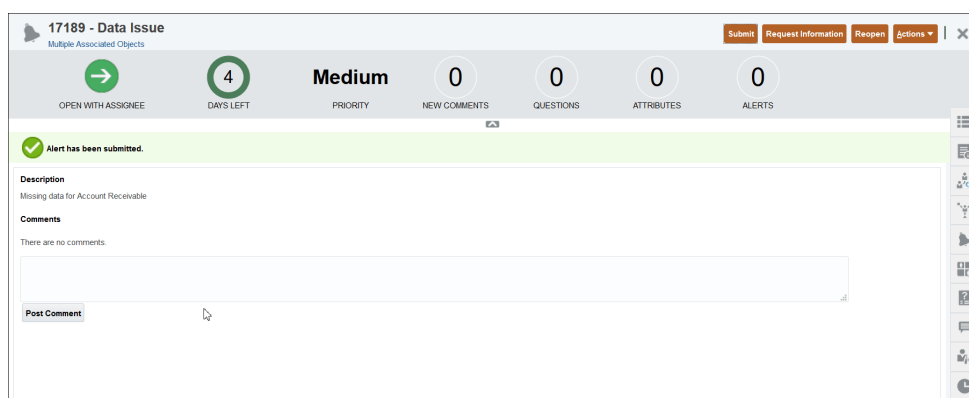 17189 - Data Issue
Multiple Associated Objects
Submit
Request Information
Reopen
Actions
4
Medium
0
0
0
0
OPEN WITH ASSIGNEE
DAYS LEFT
PRIORITY
NEW COMMENTS
QUESTIONS
ATTRIBUTES
ALERTS
Alert has been submitted.
Description
Missing data for Account Receivable
Comments
There are no comments.
Post Comment